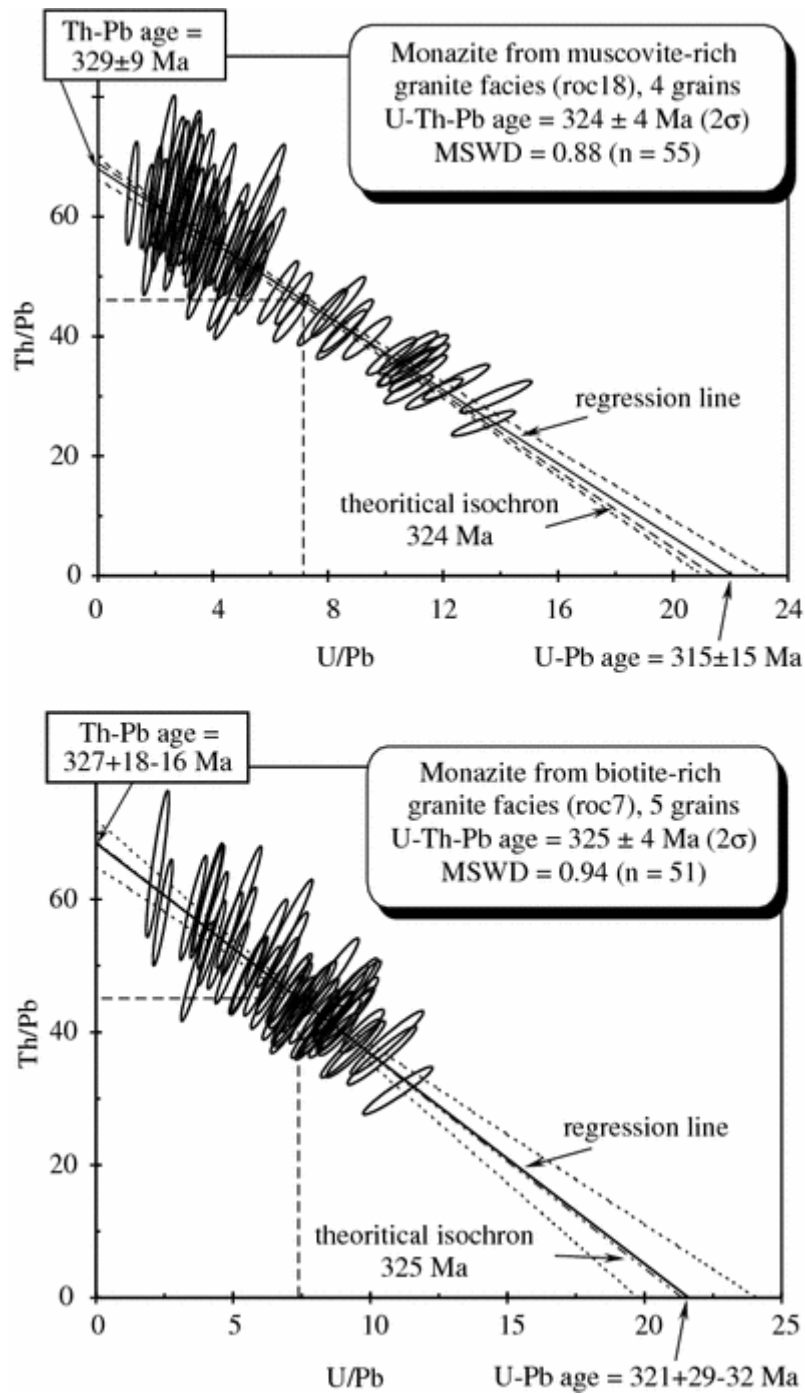 Th-Pb age =
329±9 Ma
Monazite from muscovite-rich
granite facies (roc18), 4 grains
U-Th-Pb age = 324 ± 4 Ma (2σ)
MSWD = 0.88 (n = 55)
60
40
20
0
Th/Pb
regression line
theoritical isochron
324 Ma
0
4
8
12
16
20
24
U/Pb
U-Pb age = 315±15 Ma
Th-Pb age =
327+18-16 Ma
Monazite from biotite-rich
granite facies (roc7), 5 grains
U-Th-Pb age = 325 ± 4 Ma (2σ)
MSWD = 0.94 (n = 51)
60
40
20
0
Th/Pb
regression line
theoritical isochron
325 Ma
0
5
10
15
20
25
U/Pb
U-Pb age = 321+29-32 Ma